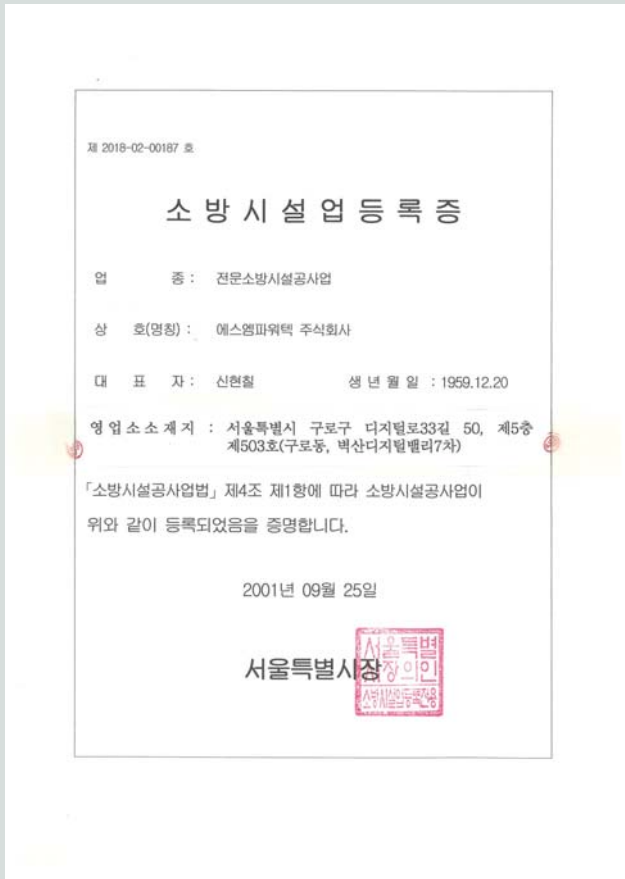 제 2018-02-00187 호
소방시설업등록증
업 종 : 전문소방시설공사업
상 호(명칭) : 에스엠파워텍 주식회사
대 표 자 : 신현칠 생 년 월 일 : 1959.12.20
영업소소재지 : 서울특별시 구로구 디지털로33길 50, 제5층
제503호(구로동, 벽산디지털밸리7차)
「소방시설공사업법」 제4조 제1항에 따라 소방시설공사업이
위와 같이 등록되었음을 증명합니다.
2001년 09월 25일
서울특별시장
서울특별
시장의인
소방시설업등록전용